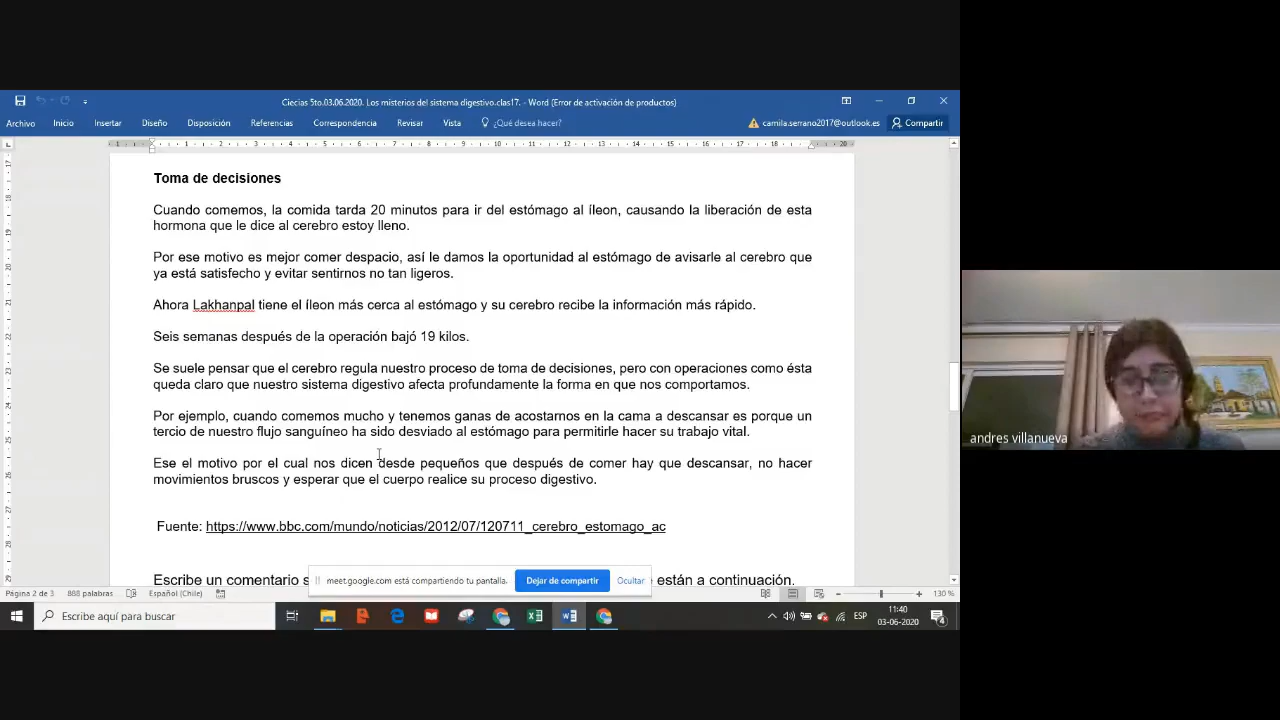 Ciecias 5to.03.06.2020. Los misterios del sistema digestivo.clas17. - Word (Error de activación de productos)
Archivo Inicio Insertar Diseño Disposición Referencias Correspondencia Revisar Vista ¿Qué desea hacer? camila.serrano2017@outlook.es Compartir
Toma de decisiones
Cuando comemos, la comida tarda 20 minutos para ir del estómago al íleon, causando la liberación de esta
hormona que le dice al cerebro estoy lleno.
Por ese motivo es mejor comer despacio, así le damos la oportunidad al estómago de avisarle al cerebro que
ya está satisfecho y evitar sentirnos no tan ligeros.
Ahora Lakhanpal tiene el íleon más cerca al estómago y su cerebro recibe la información más rápido.
Seis semanas después de la operación bajó 19 kilos.
Se suele pensar que el cerebro regula nuestro proceso de toma de decisiones, pero con operaciones como ésta
queda claro que nuestro sistema digestivo afecta profundamente la forma en que nos comportamos.
Por ejemplo, cuando comemos mucho y tenemos ganas de acostarnos en la cama a descansar es porque un
tercio de nuestro flujo sanguíneo ha sido desviado al estómago para permitirle hacer su trabajo vital.
Ese el motivo por el cual nos dicen desde pequeños que después de comer hay que descansar, no hacer
movimientos bruscos y esperar que el cuerpo realice su proceso digestivo.
andres villanueva
Fuente: https://www.bbc.com/mundo/noticias/2012/07/120711_cerebro_estomago_ac
Escribe un comentario s están a continuación.
meet.google.com está compartiendo tu pantalla. Dejar de compartir Ocultar
Página 2 de 3 888 palabras Español (Chile) 130 %
Escribe aquí para buscar ESP 11:40
03-06-2020 4